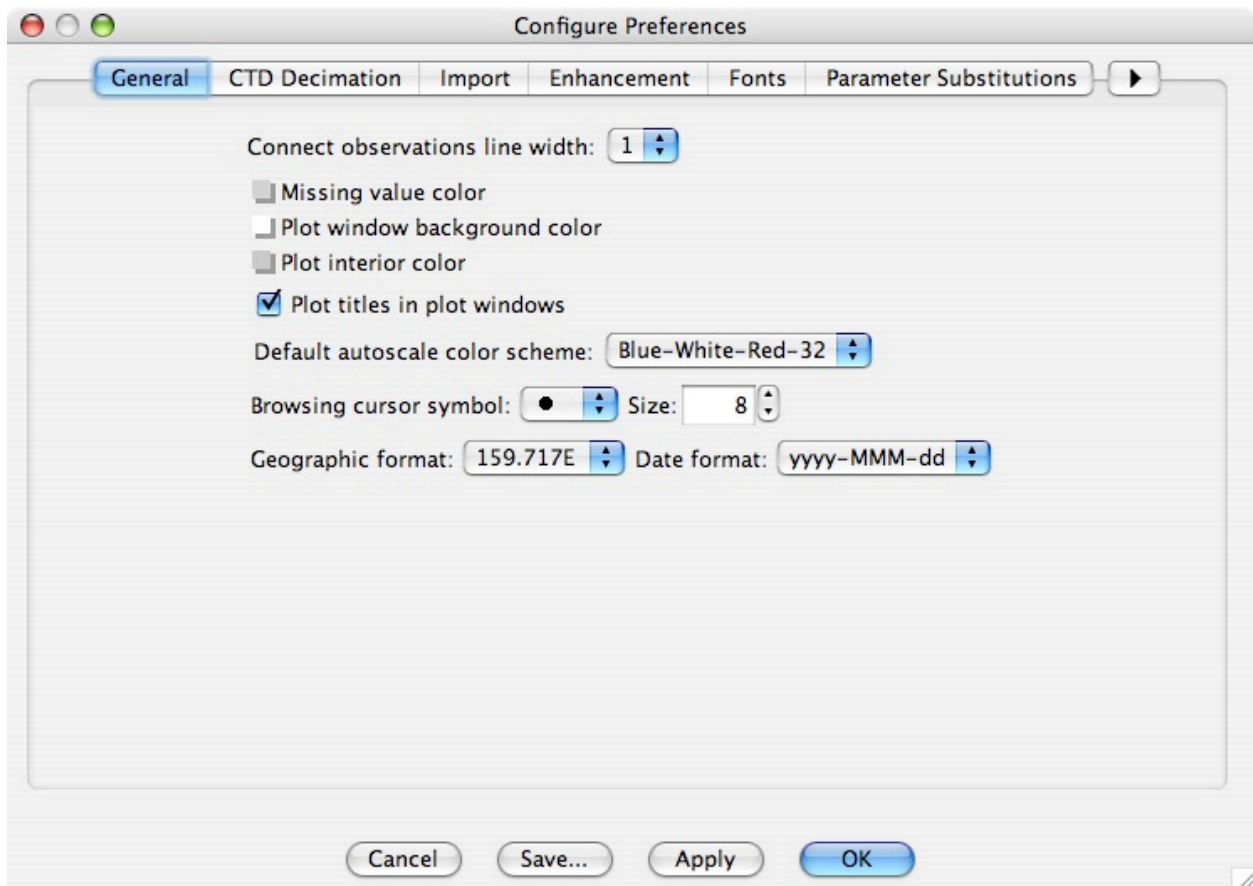 Configure Preferences
General CTD Decimation Import Enhancement Fonts Parameter Substitutions
Connect observations line width: 1
Missing value color
Plot window background color
Plot interior color
Plot titles in plot windows
Default autoscale color scheme: Blue-White-Red-32
Browsing cursor symbol: Size: 8
Geographic format: 159.717E Date format: yyyy-MMM-dd
Cancel Save... Apply OK